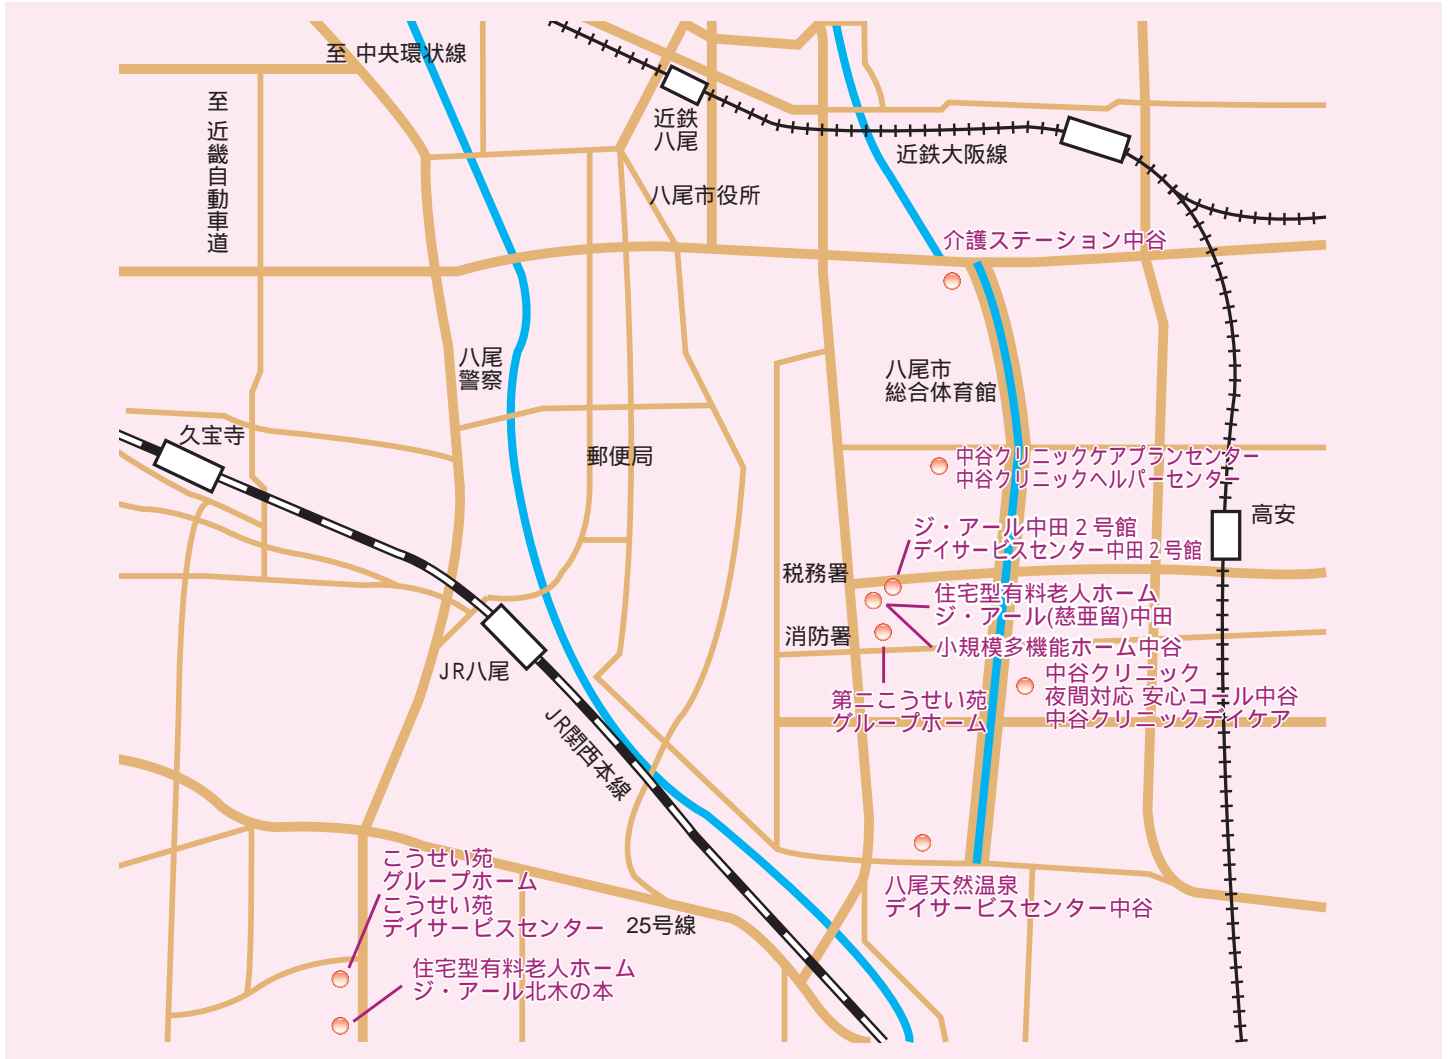 至 中央環状線
至 近畿自動車道
近鉄
八尾
近鉄大阪線
八尾市役所
介護ステーション中谷
八尾
警察
八尾市
総合体育館
久宝寺
郵便局
中谷クリニックケアプランセンター
中谷クリニックヘルパーセンター
高安
ジ・アール中田2号館
デイサービスセンター中田2号館
税務署
住宅型有料老人ホーム
ジ・アール(慈亜留)中田
消防署
小規模多機能ホーム中谷
JR八尾
中谷クリニック
夜間対応 安心コール中谷
中谷クリニックデイケア
第二こうせい苑
グループホーム
JR関西本線
こうせい苑
グループホーム
こうせい苑
デイサービスセンター
八尾天然温泉
デイサービスセンター中谷
25号線
住宅型有料老人ホーム
ジ・アール北木の本